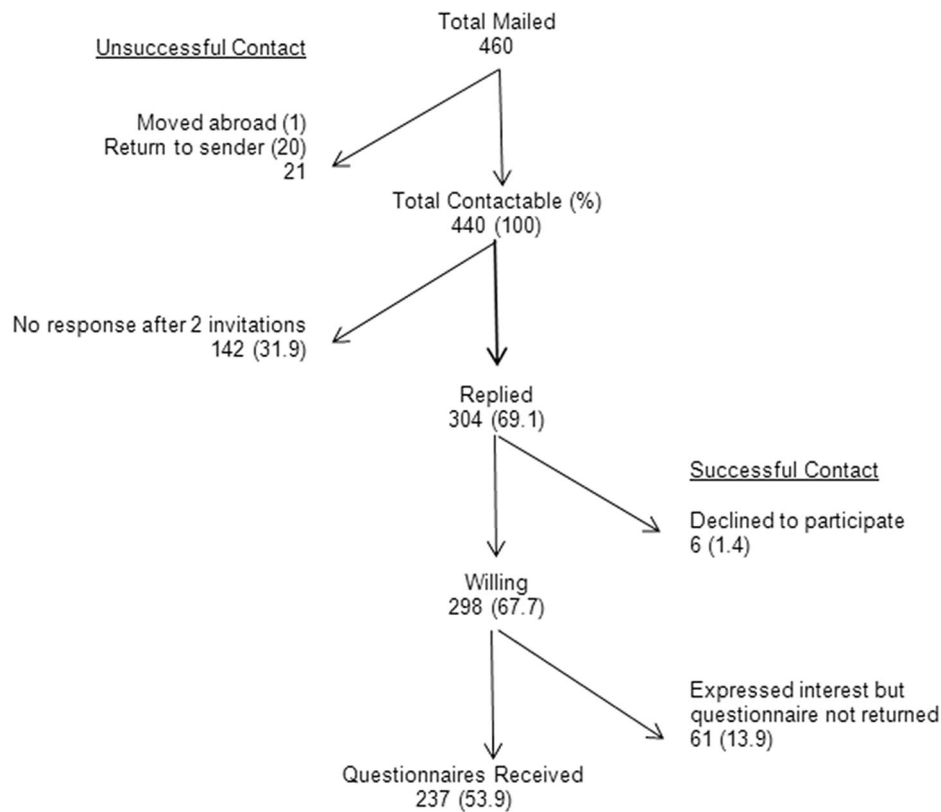 Total Mailed
460
Unsuccessful Contact
Moved abroad (1)
Return to sender (20)
21
Total Contactable (%)
440 (100)
No response after 2 invitations
142 (31.9)
Replied
304 (69.1)
Successful Contact
Declined to participate
6 (1.4)
Willing
298 (67.7)
Expressed interest but
questionnaire not returned
61 (13.9)
Questionnaires Received
237 (53.9)